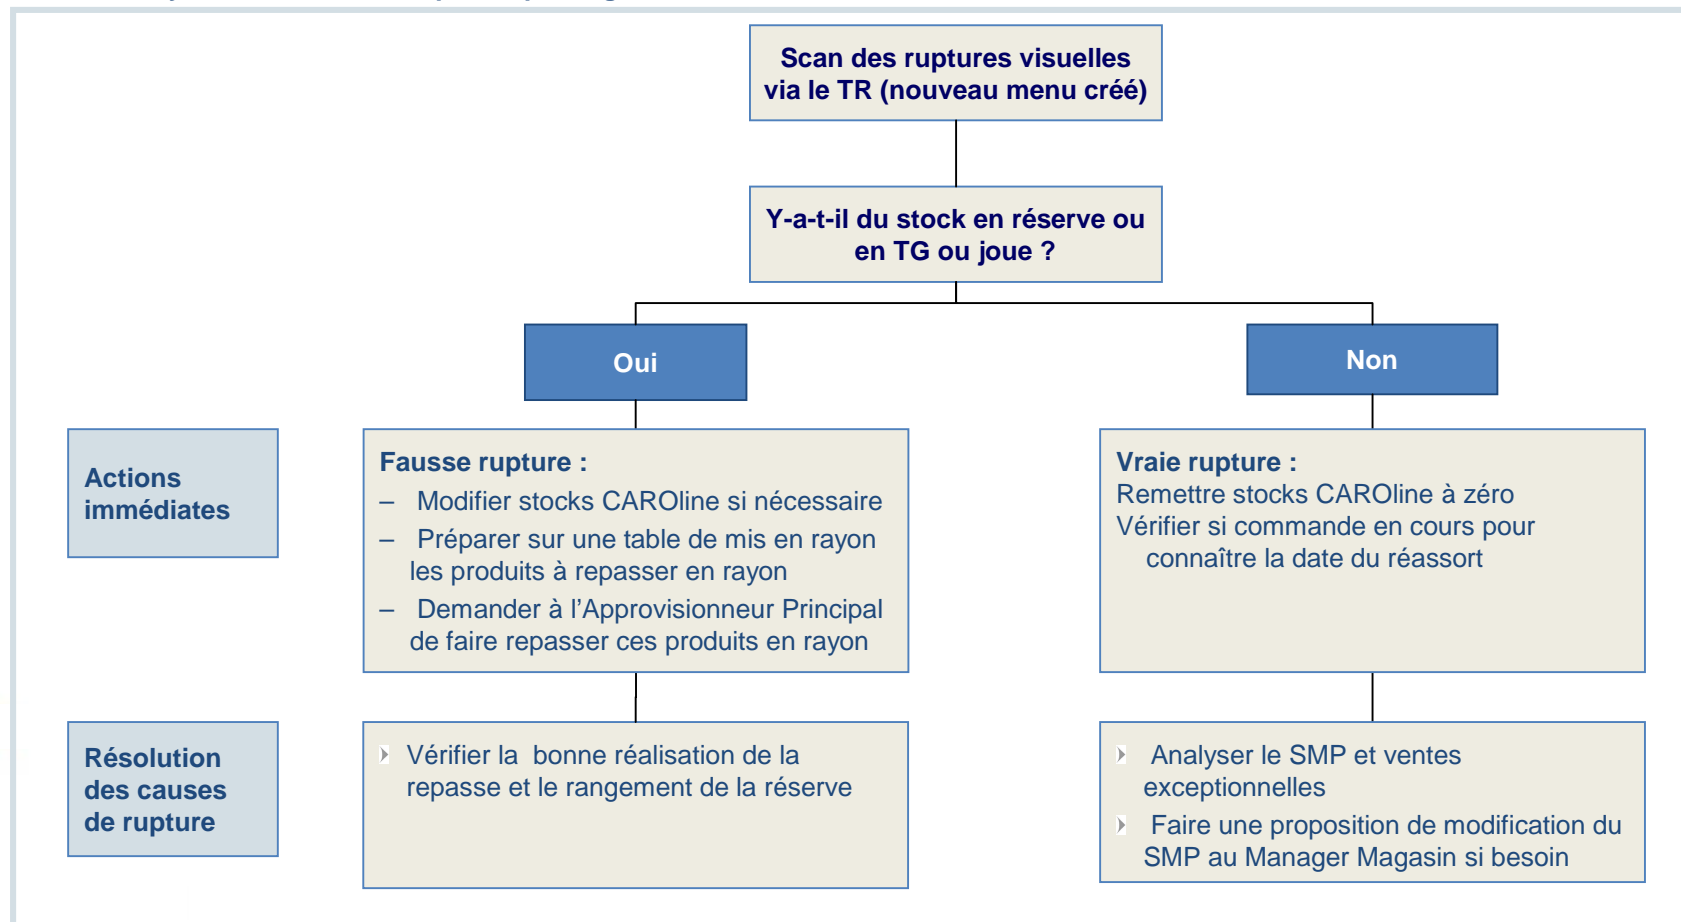 Scan des ruptures visuelles
via le TR (nouveau menu créé)
Y-a-t-il du stock en réserve ou
en TG ou joue ?
Oui
Non
Actions
immédiates
Fausse rupture :
– Modifier stocks CAROline si nécessaire
– Préparer sur une table de mis en rayon
les produits à repasser en rayon
– Demander à l’Approvisionneur Principal
de faire repasser ces produits en rayon
Vraie rupture :
Remettre stocks CAROline à zéro
Vérifier si commande en cours pour
connaître la date du réassort
Résolution
des causes
de rupture
Vérifier la bonne réalisation de la
repasse et le rangement de la réserve
Analyser le SMP et ventes
exceptionnelles
Faire une proposition de modification du
SMP au Manager Magasin si besoin